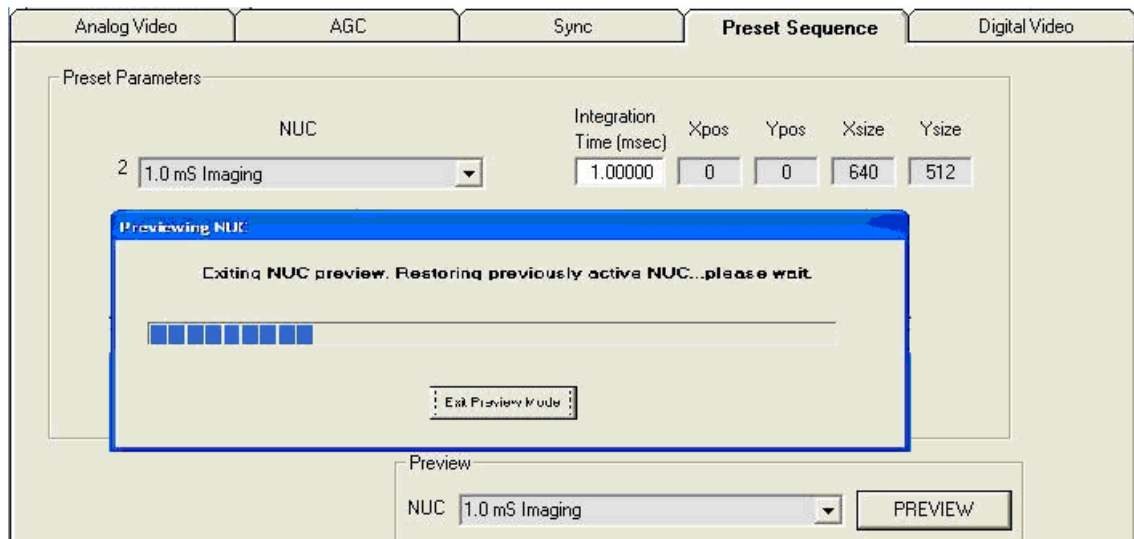 Analog Video AGC Sync Preset Sequence Digital Video
Preset Parameters
NUC Integration Time (msec) Xpos Ypos Xsize Ysize
2 1.0 mS Imaging 1.00000 0 0 640 512
Previewing NUC
Exiting NUC preview. Restoring previously active NUC...please wait.
Exit Preview Mode
Preview
NUC 1.0 mS Imaging PREVIEW